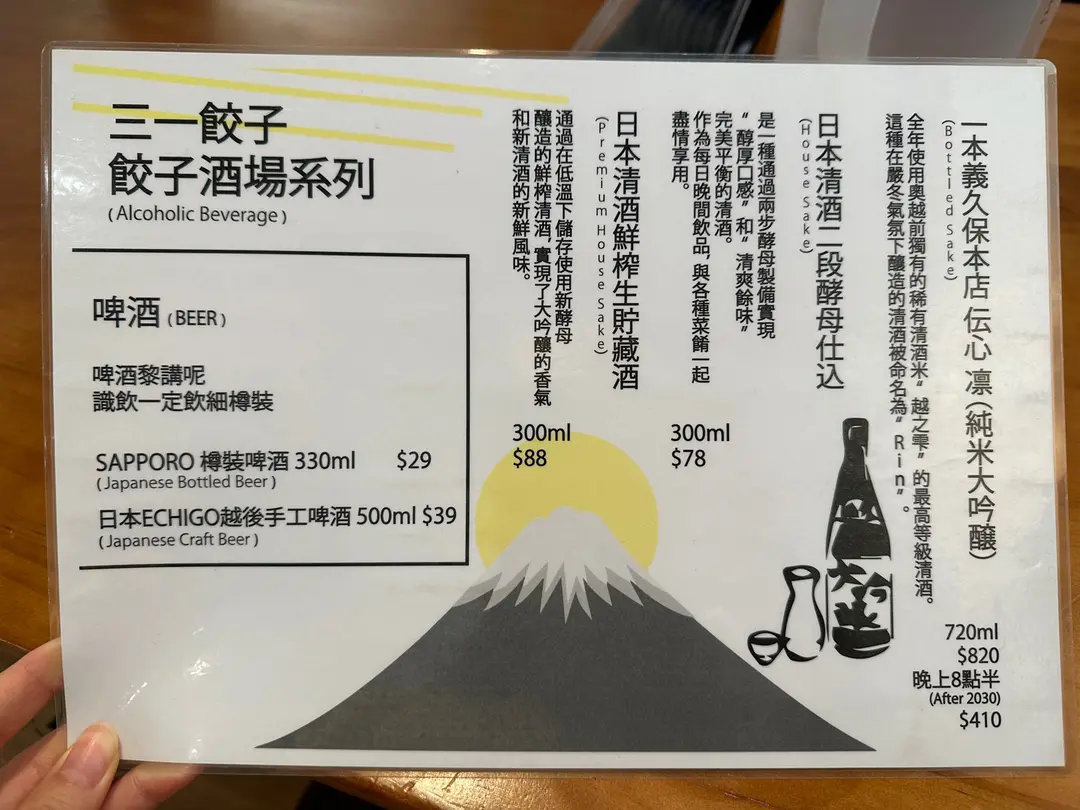 三一餃子
餃子酒場系列
(Alcoholic Beverage)
啤酒 (BEER)
啤酒黎講呢
識飲一定飲細樽裝
SAPPORO 樽裝啤酒 330ml $29
(Japanese Bottled Beer)
日本ECHIGO越後手工啤酒 500ml $39
(Japanese Craft Beer)
一本義久保本店 伝心 凛(純米大吟醸)
(Bottled Sake)
全年使用奧越前獨有的稀有清酒米“越之雫”的最高等級清酒。
這種在嚴冬氣氛下釀造的清酒被命名為“Rin”。
720ml
$820
晚上8點半
(After 2030)
$410
日本清酒二段酵母仕込
(House Sake)
是一種通過兩步酵母製備實現
“醇厚口感”和“清爽餘味”
完美平衡的清酒。
作為每日晚間飲品,與各種菜餚一起
盡情享用。
300ml
$78
日本清酒鮮榨生貯藏酒
(Premium House Sake)
通過在低溫下儲存使用新酵母
釀造的鮮榨清酒,實現了大吟釀的香氣
和新清酒的新鮮風味。
300ml
$88